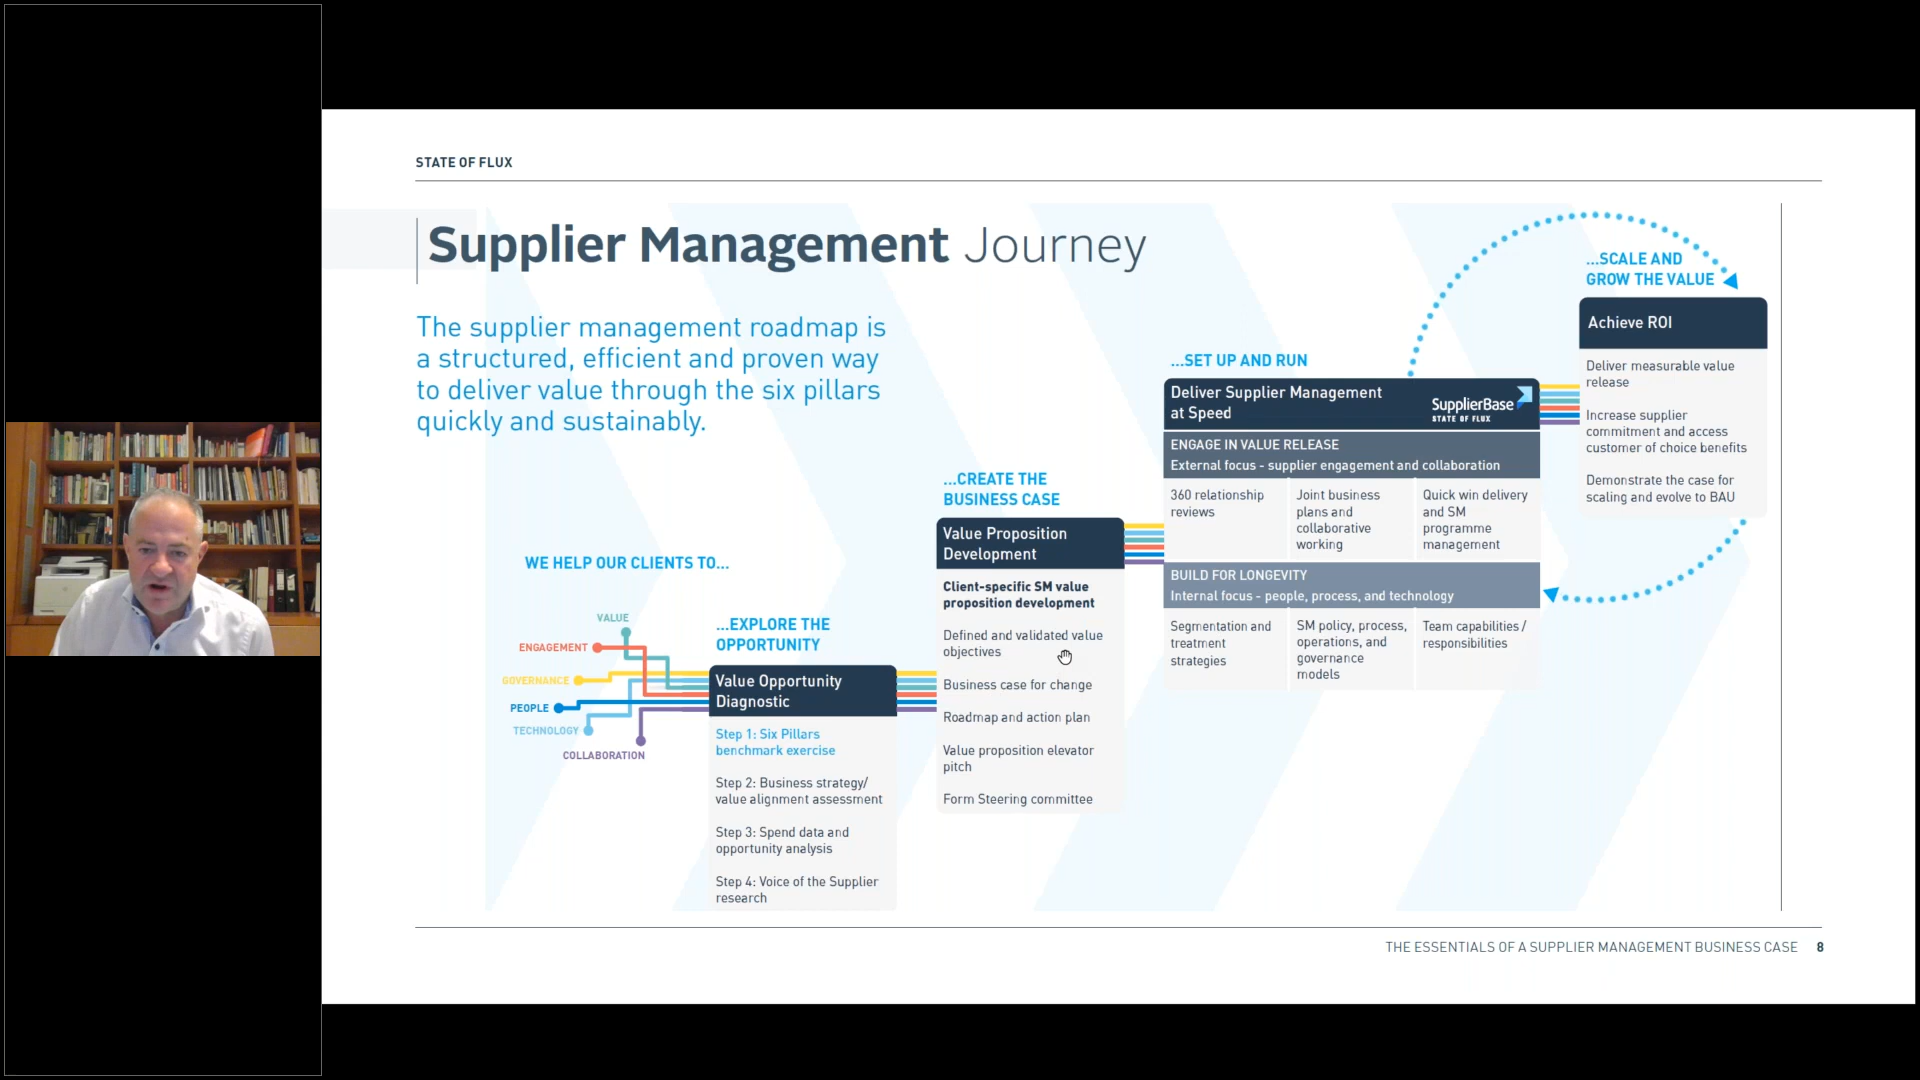 STATE OF FLUX
Supplier Management Journey
The supplier management roadmap is
a structured, efficient and proven way
to deliver value through the six pillars
quickly and sustainably.
WE HELP OUR CLIENTS TO...
VALUE
ENGAGEMENT
GOVERNANCE
PEOPLE
TECHNOLOGY
COLLABORATION
...EXPLORE THE
OPPORTUNITY
Value Opportunity
Diagnostic
Step 1: Six Pillars
benchmark exercise
Step 2: Business strategy/
value alignment assessment
Step 3: Spend data and
opportunity analysis
Step 4: Voice of the Supplier
research
...CREATE THE
BUSINESS CASE
Value Proposition
Development
Client-specific SM value
proposition development
Defined and validated value
objectives
Business case for change
Roadmap and action plan
Value proposition elevator
pitch
Form Steering committee
...SET UP AND RUN
Deliver Supplier Management
at Speed
SupplierBase
STATE OF FLUX
ENGAGE IN VALUE RELEASE
External focus - supplier engagement and collaboration
360 relationship
reviews
Joint business
plans and
collaborative
working
Quick win delivery
and SM
programme
management
BUILD FOR LONGEVITY
Internal focus - people, process, and technology
Segmentation and
treatment
strategies
SM policy, process,
operations, and
governance
models
Team capabilities /
responsibilities
...SCALE AND
GROW THE VALUE
Achieve ROI
Deliver measurable value
release
Increase supplier
commitment and access
customer of choice benefits
Demonstrate the case for
scaling and evolve to BAU
THE ESSENTIALS OF A SUPPLIER MANAGEMENT BUSINESS CASE 8